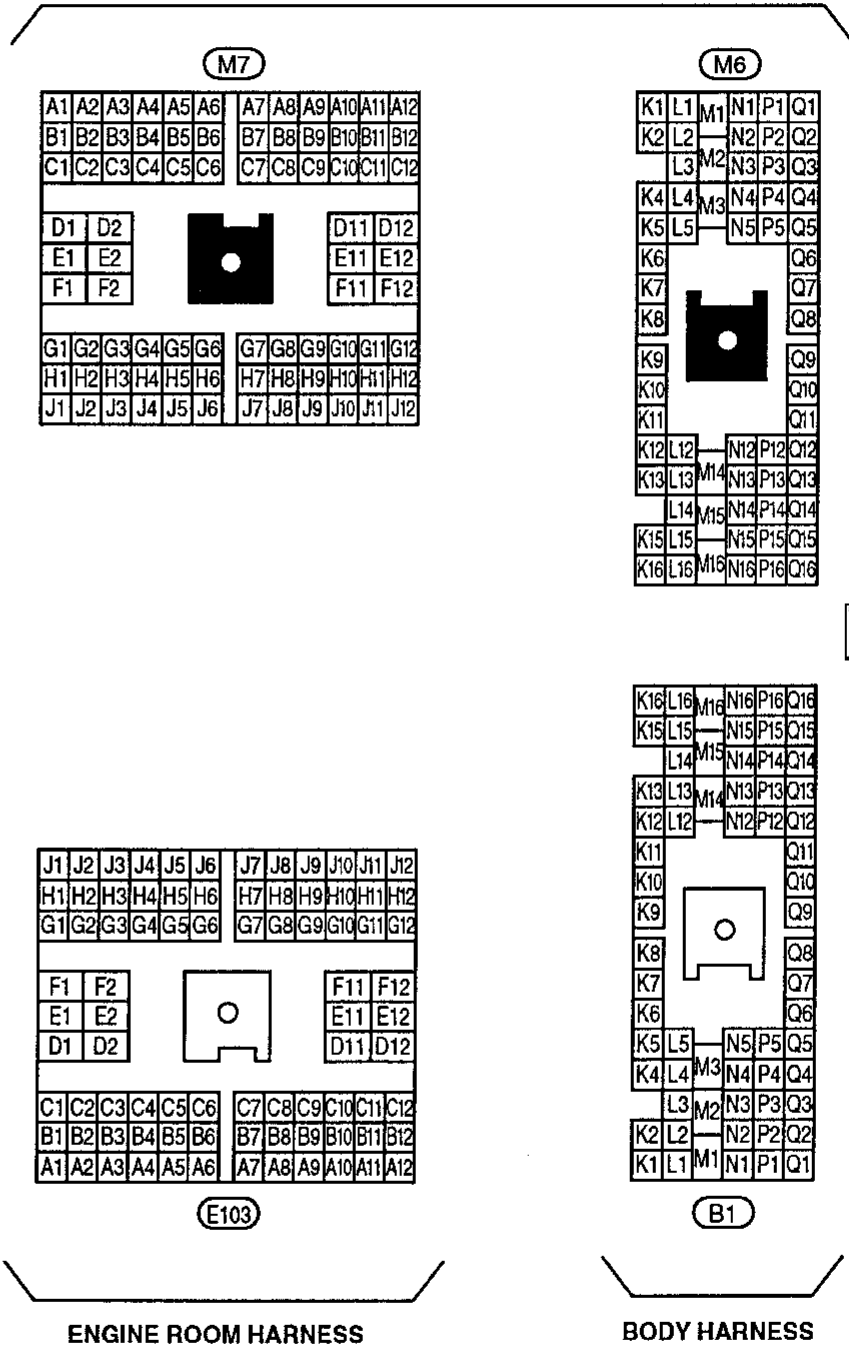 M7
A1 A2 A3 A4 A5 A6 A7 A8 A9 A10 A11 A12
B1 B2 B3 B4 B5 B6 B7 B8 B9 B10 B11 B12
C1 C2 C3 C4 C5 C6 C7 C8 C9 C10 C11 C12
D1 D2 D11 D12
E1 E2 E11 E12
F1 F2 F11 F12
G1 G2 G3 G4 G5 G6 G7 G8 G9 G10 G11 G12
H1 H2 H3 H4 H5 H6 H7 H8 H9 H10 H11 H12
J1 J2 J3 J4 J5 J6 J7 J8 J9 J10 J11 J12
M6
K1 L1 M1 N1 P1 Q1
K2 L2 N2 P2 Q2
L3 M2 N3 P3 Q3
K4 L4 M3 N4 P4 Q4
K5 L5 N5 P5 Q5
K6 Q6
K7 Q7
K8 Q8
K9 Q9
K10 Q10
K11 Q11
K12 L12 N12 P12 Q12
K13 L13 M14 N13 P13 Q13
L14 M15 N14 P14 Q14
K15 L15 N15 P15 Q15
K16 L16 M16 N16 P16 Q16
J1 J2 J3 J4 J5 J6 J7 J8 J9 J10 J11 J12
H1 H2 H3 H4 H5 H6 H7 H8 H9 H10 H11 H12
G1 G2 G3 G4 G5 G6 G7 G8 G9 G10 G11 G12
F1 F2 F11 F12
E1 E2 E11 E12
D1 D2 D11 D12
C1 C2 C3 C4 C5 C6 C7 C8 C9 C10 C11 C12
B1 B2 B3 B4 B5 B6 B7 B8 B9 B10 B11 B12
A1 A2 A3 A4 A5 A6 A7 A8 A9 A10 A11 A12
E103
ENGINE ROOM HARNESS
K16 L16 M16 N16 P16 Q16
K15 L15 N15 P15 Q15
L14 M15 N14 P14 Q14
K13 L13 M14 N13 P13 Q13
K12 L12 N12 P12 Q12
K11 Q11
K10 Q10
K9 Q9
K8 Q8
K7 Q7
K6 Q6
K5 L5 N5 P5 Q5
K4 L4 M3 N4 P4 Q4
L3 M2 N3 P3 Q3
K2 L2 N2 P2 Q2
K1 L1 M1 N1 P1 Q1
B1
BODY HARNESS